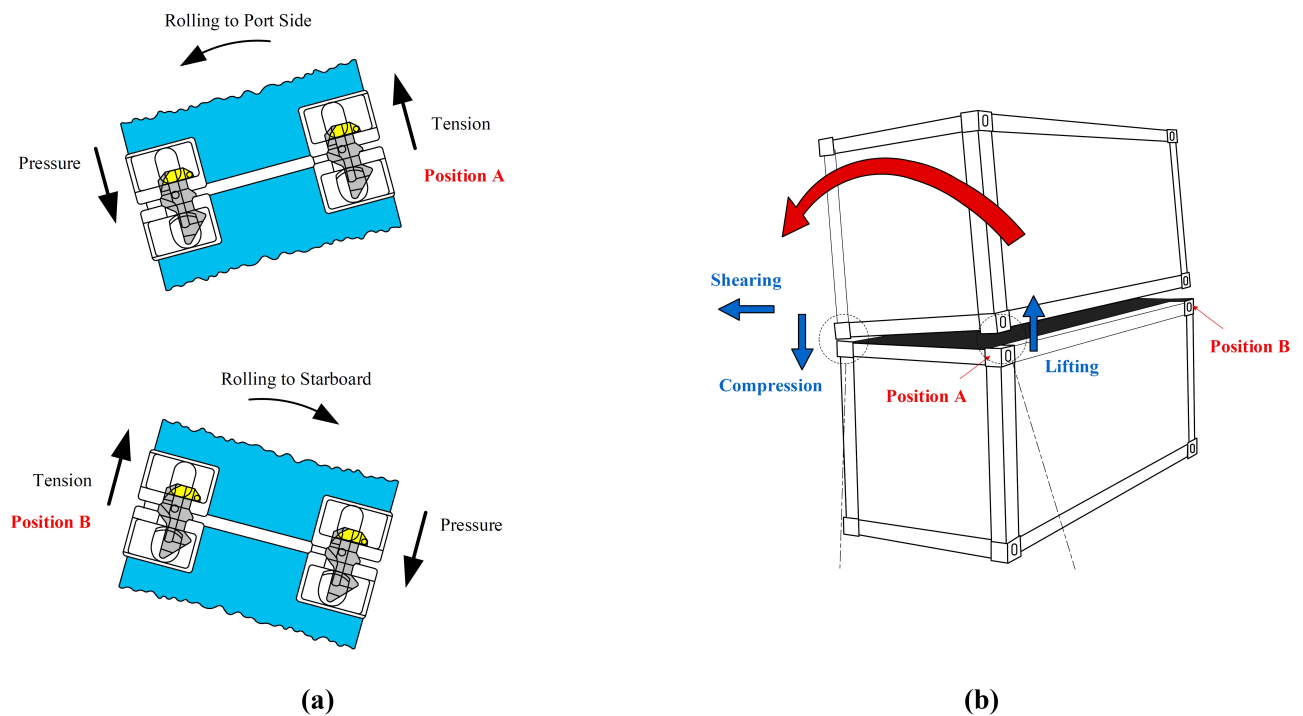 Rolling to Port Side
Pressure
Tension
Position A
Rolling to Starboard
Tension
Position B
Pressure
(a)
Shearing
Compression
Position A
Lifting
Position B
(b)